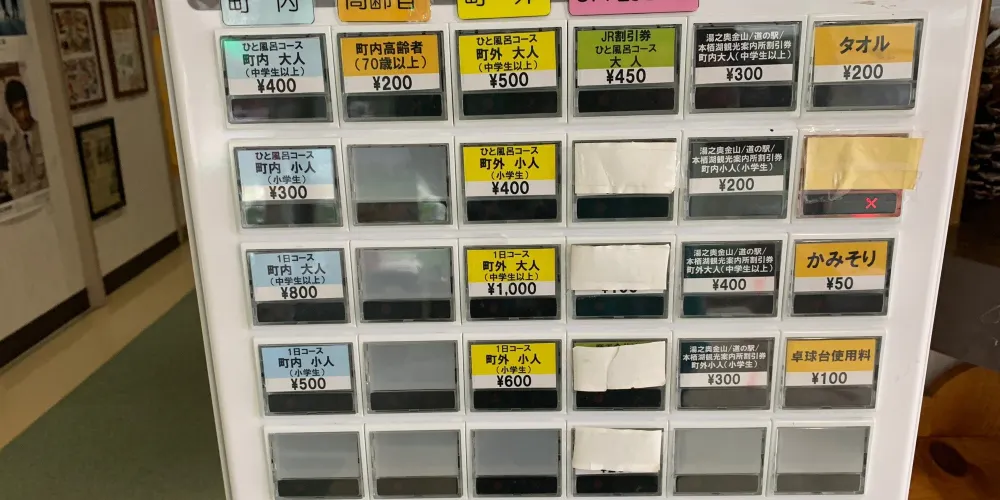 町内
高齢者
町外
ひと風呂コース
町内 大人
(中学生以上)
¥400
町内高齢者
(70歳以上)
¥200
ひと風呂コース
町外 大人
(中学生以上)
¥500
JR割引券
ひと風呂コース
大人
¥450
湯之奥金山/道の駅/
本栖湖観光案内所割引券
町内大人(中学生以上)
¥300
タオル
¥200
ひと風呂コース
町内 小人
(小学生)
¥300
ひと風呂コース
町外 小人
(小学生)
¥400
湯之奥金山/道の駅/
本栖湖観光案内所割引券
町内小人(小学生)
¥200
×
1日コース
町内 大人
(中学生以上)
¥800
1日コース
町外 大人
(中学生以上)
¥1,000
湯之奥金山/道の駅/
本栖湖観光案内所割引券
町外大人(中学生以上)
¥400
かみそり
¥50
1日コース
町内 小人
(小学生)
¥500
1日コース
町外 小人
(小学生)
¥600
湯之奥金山/道の駅/
本栖湖観光案内所割引券
町外小人(小学生)
¥300
卓球台使用料
¥100